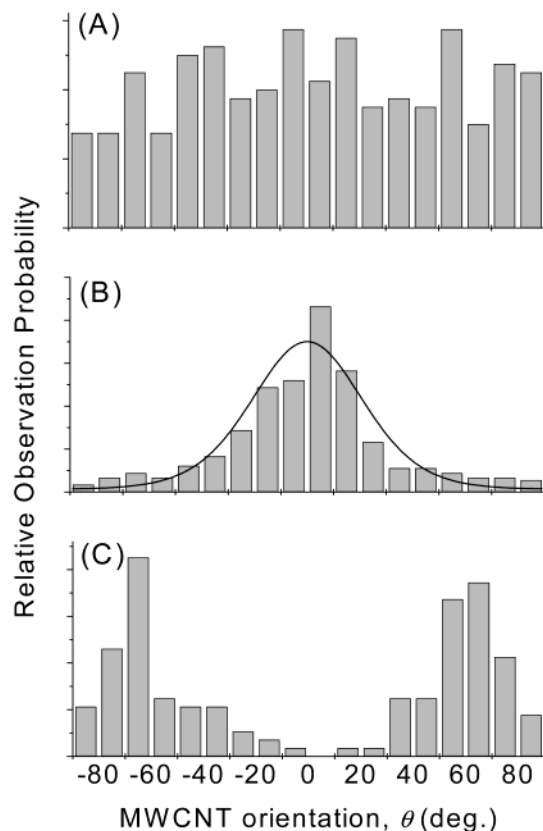 (A)
(B)
(C)
Relative Observation Probability
-80 -60 -40 -20 0 20 40 60 80
MWCNT orientation, θ (deg.)